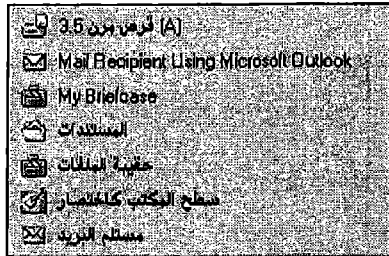 3.5 قرص مرن (A)
Mail Recipient Using Microsoft Outlook
My Briefcase
المستندات
حقيبة الملفات
سطح المكتب كاختصار
مستلم البريد